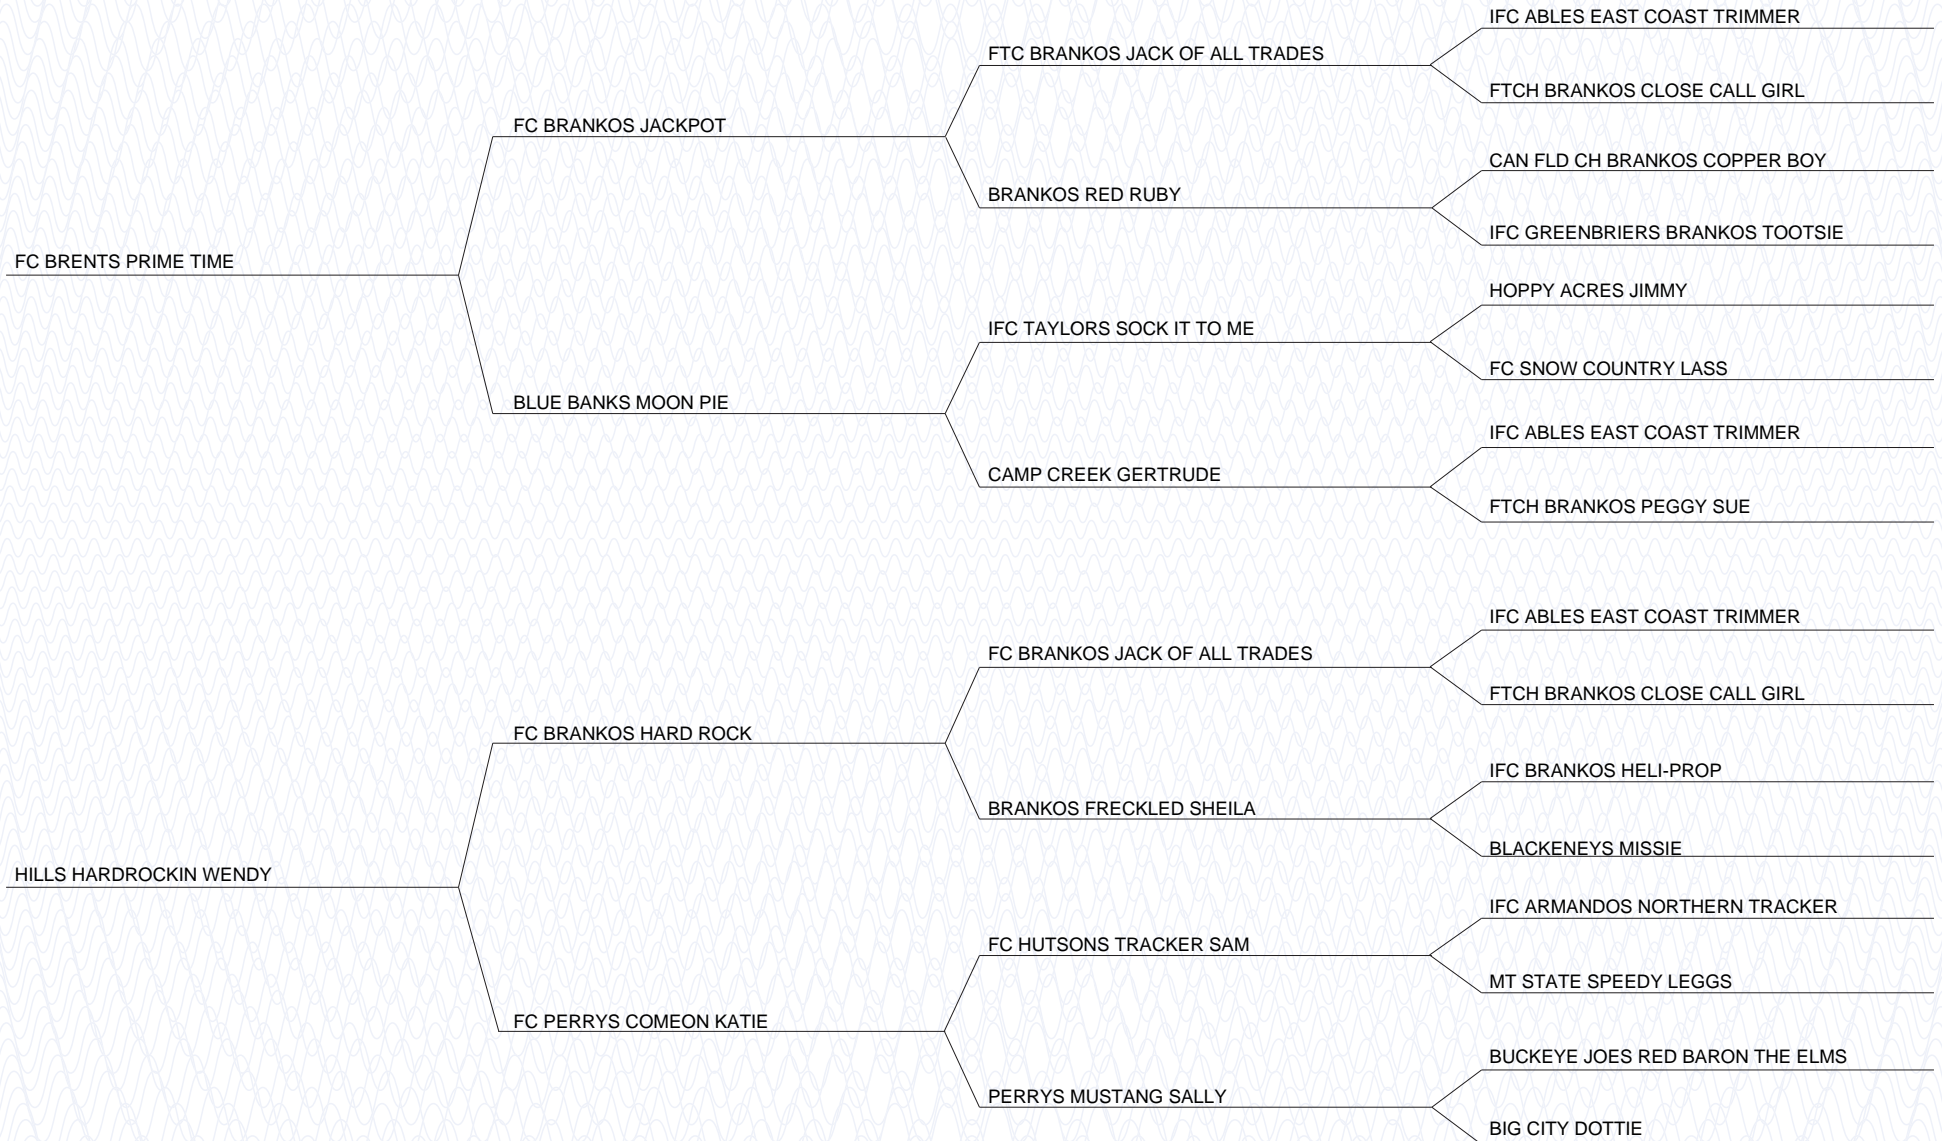 IFC ABLES EAST COAST TRIMMER
FTC BRANKOS JACK OF ALL TRADES
FTCH BRANKOS CLOSE CALL GIRL
FC BRANKOS JACKPOT
CAN FLD CH BRANKOS COPPER BOY
BRANKOS RED RUBY
IFC GREENBRIERS BRANKOS TOOTSIE
FC BRENTS PRIME TIME
HOPPY ACRES JIMMY
IFC TAYLORS SOCK IT TO ME
FC SNOW COUNTRY LASS
BLUE BANKS MOON PIE
IFC ABLES EAST COAST TRIMMER
CAMP CREEK GERTRUDE
FTCH BRANKOS PEGGY SUE
IFC ABLES EAST COAST TRIMMER
FC BRANKOS JACK OF ALL TRADES
FTCH BRANKOS CLOSE CALL GIRL
FC BRANKOS HARD ROCK
IFC BRANKOS HELI-PROP
BRANKOS FRECKLED SHEILA
BLACKENEYS MISSIE
HILLS HARDROCKIN WENDY
IFC ARMANDOS NORTHERN TRACKER
FC HUTSONS TRACKER SAM
MT STATE SPEEDY LEGGS
FC PERRYS COMEON KATIE
BUCKEYE JOES RED BARON THE ELMS
PERRYS MUSTANG SALLY
BIG CITY DOTTIE